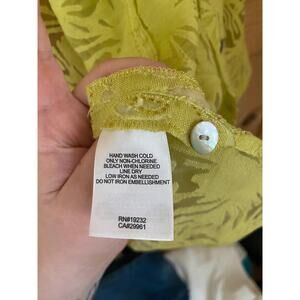 HAND WASH COLD
ONLY NON-CHLORINE
BLEACH WHEN NEEDED
LINE DRY
LOW IRON AS NEEDED
DO NOT IRON EMBELLISHMENT
RN#19232
CA#29961